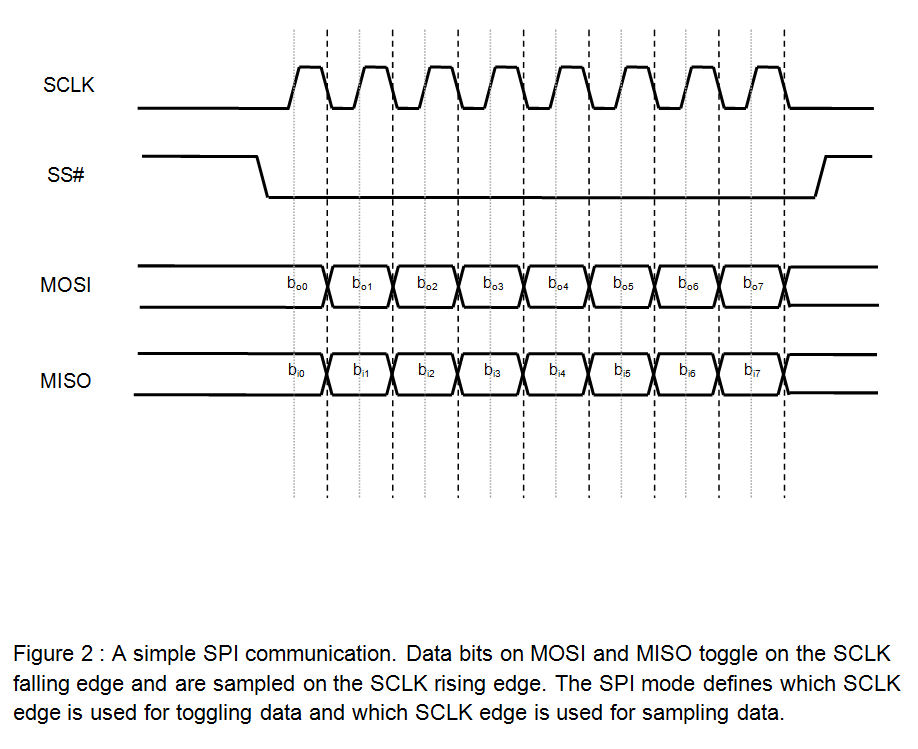 SCLK
SS#
MOSI
bo0 bo1 bo2 bo3 bo4 bo5 bo6 bo7
MISO
bi0 bi1 bi2 bi3 bi4 bi5 bi6 bi7
Figure 2 : A simple SPI communication. Data bits on MOSI and MISO toggle on the SCLK
falling edge and are sampled on the SCLK rising edge. The SPI mode defines which SCLK
edge is used for toggling data and which SCLK edge is used for sampling data.